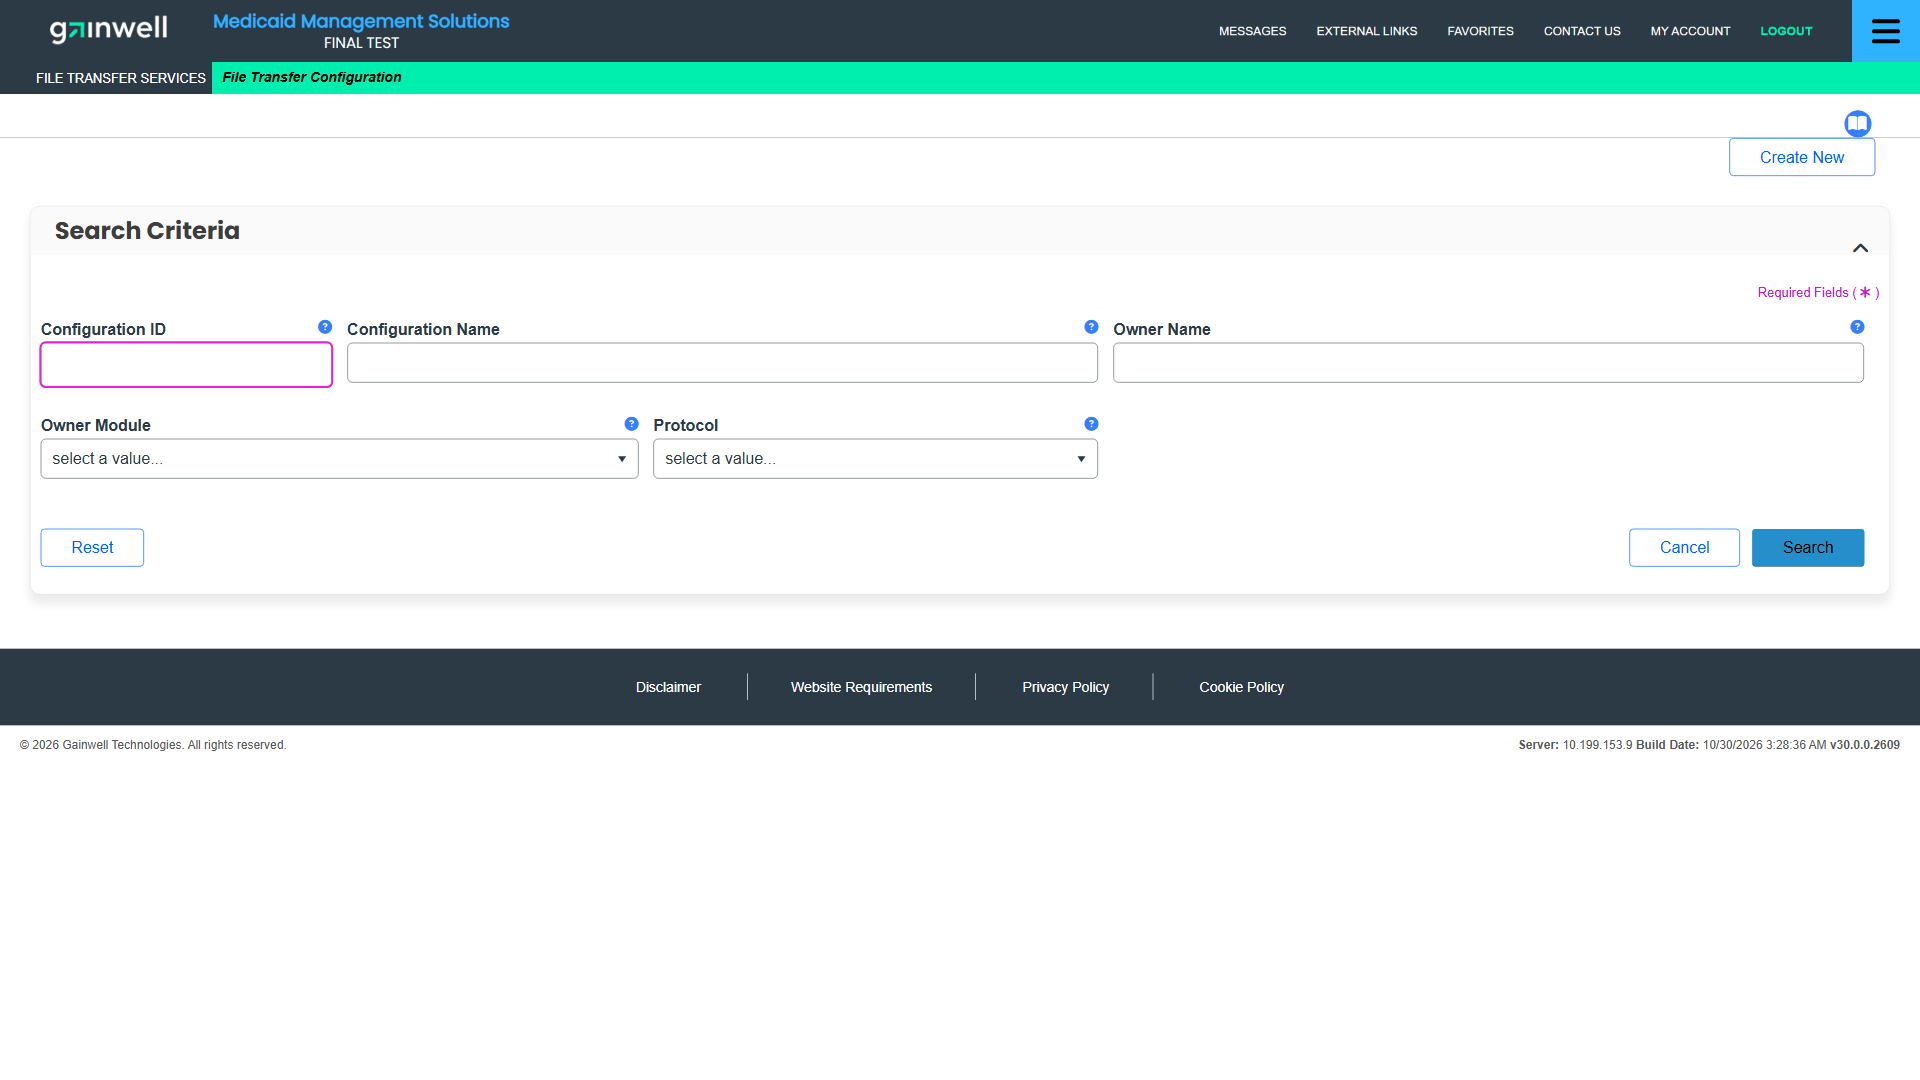 gainwell
Medicaid Management Solutions
FINAL TEST
MESSAGES
EXTERNAL LINKS
FAVORITES
CONTACT US
MY ACCOUNT
LOGOUT
FILE TRANSFER SERVICES
File Transfer Configuration
Create New
Search Criteria
Required Fields ( * )
Configuration ID ?
Configuration Name ?
Owner Name ?
Owner Module ?
Protocol ?
select a value...
select a value...
Reset
Cancel
Search
Disclaimer
Website Requirements
Privacy Policy
Cookie Policy
© 2026 Gainwell Technologies. All rights reserved.
Server: 10.199.153.9 Build Date: 10/30/2026 3:28:36 AM v30.0.0.2609